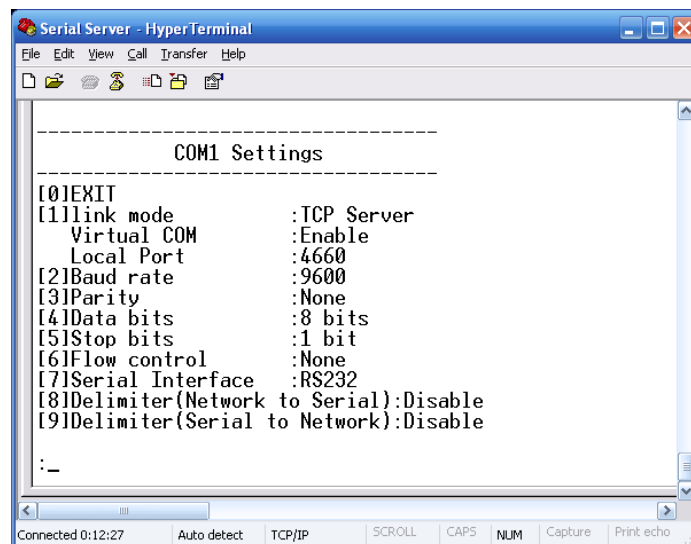 Serial Server - HyperTerminal
File Edit View Call Transfer Help
-----------------------------------
COM1 Settings
-----------------------------------
[0]EXIT
[1]link mode :TCP Server
Virtual COM :Enable
Local Port :4660
[2]Baud rate :9600
[3]Parity :None
[4]Data bits :8 bits
[5]Stop bits :1 bit
[6]Flow control :None
[7]Serial Interface :RS232
[8]Delimiter(Network to Serial):Disable
[9]Delimiter(Serial to Network):Disable
:_
Connected 0:12:27 Auto detect TCP/IP SCROLL CAPS NUM Capture Print echo